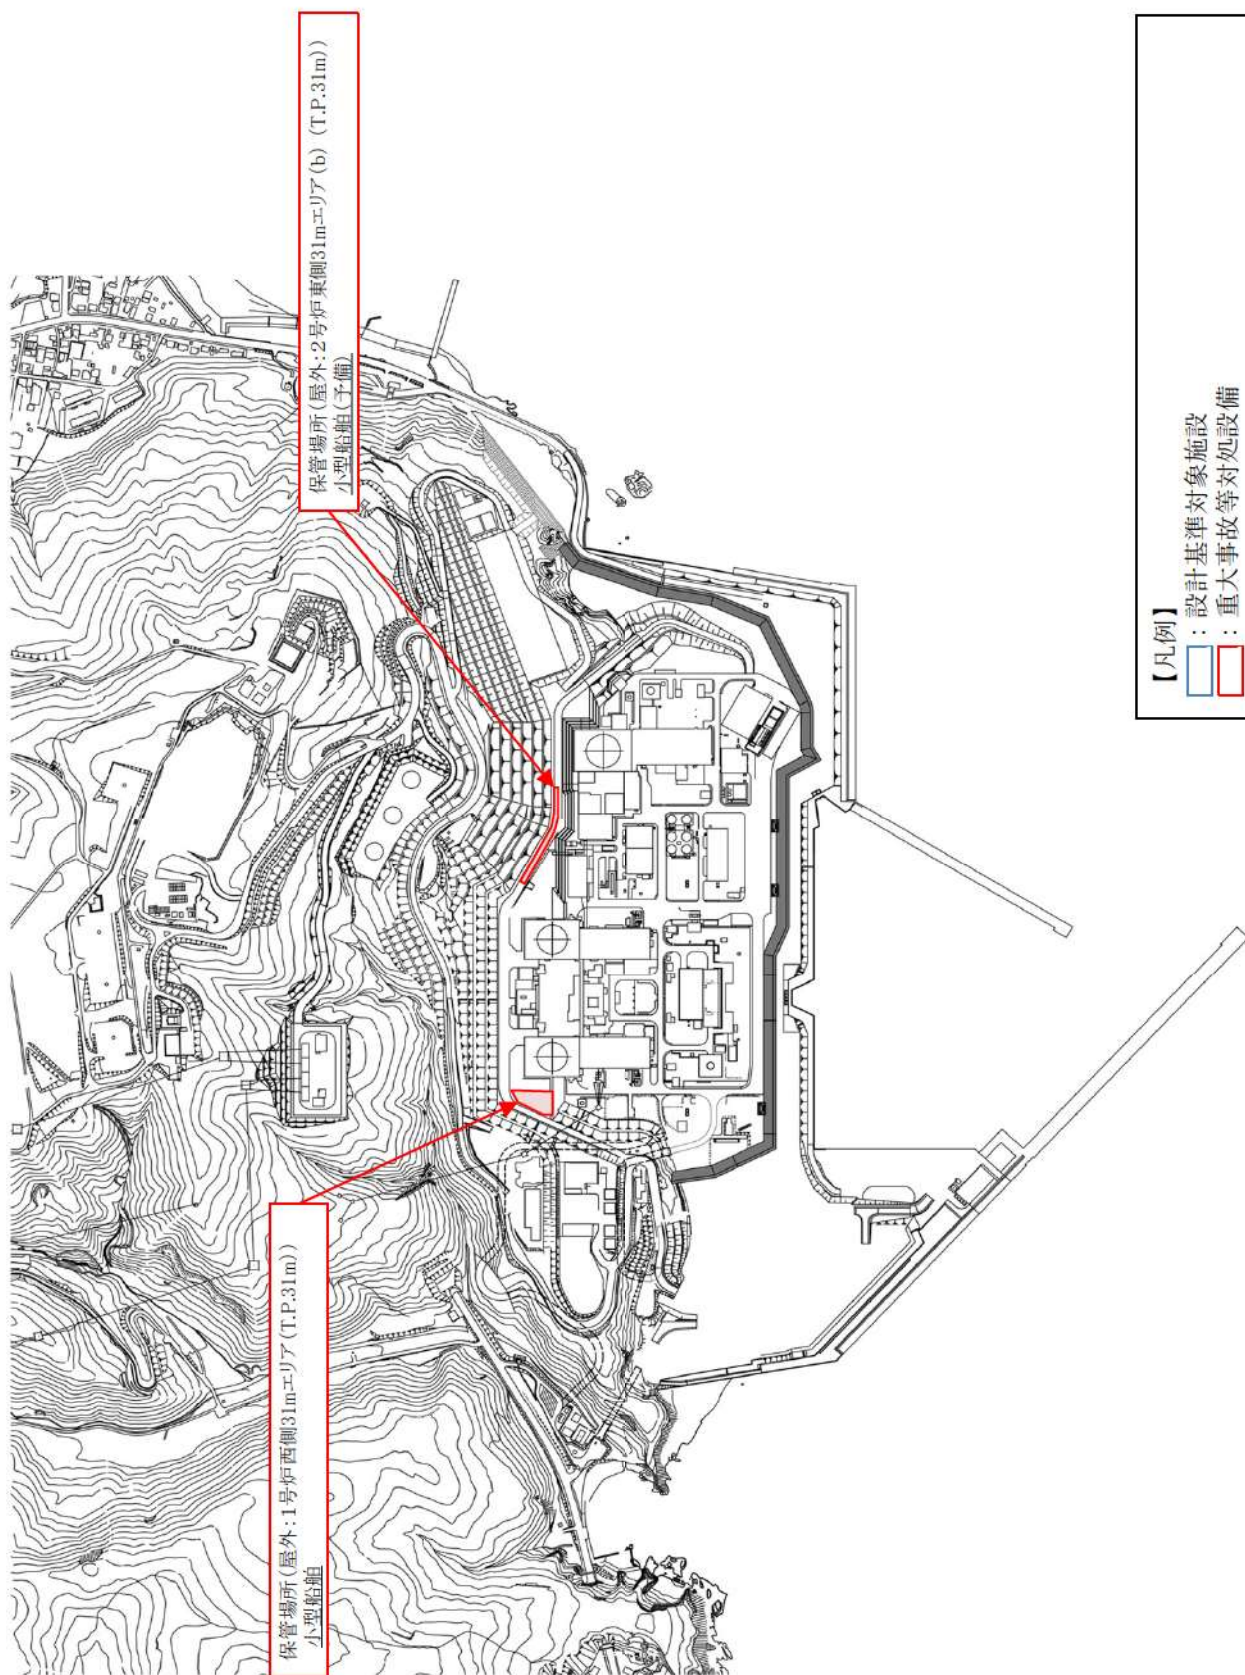 保管場所(屋外:1号炉西側31mエリア(T.P.31m))
小型船舶
保管場所(屋外:2号炉東側31mエリア(b) (T.P.31m))
小型船舶(予備)
【凡例】
:設計基準対象施設
:重大事故等対処設備